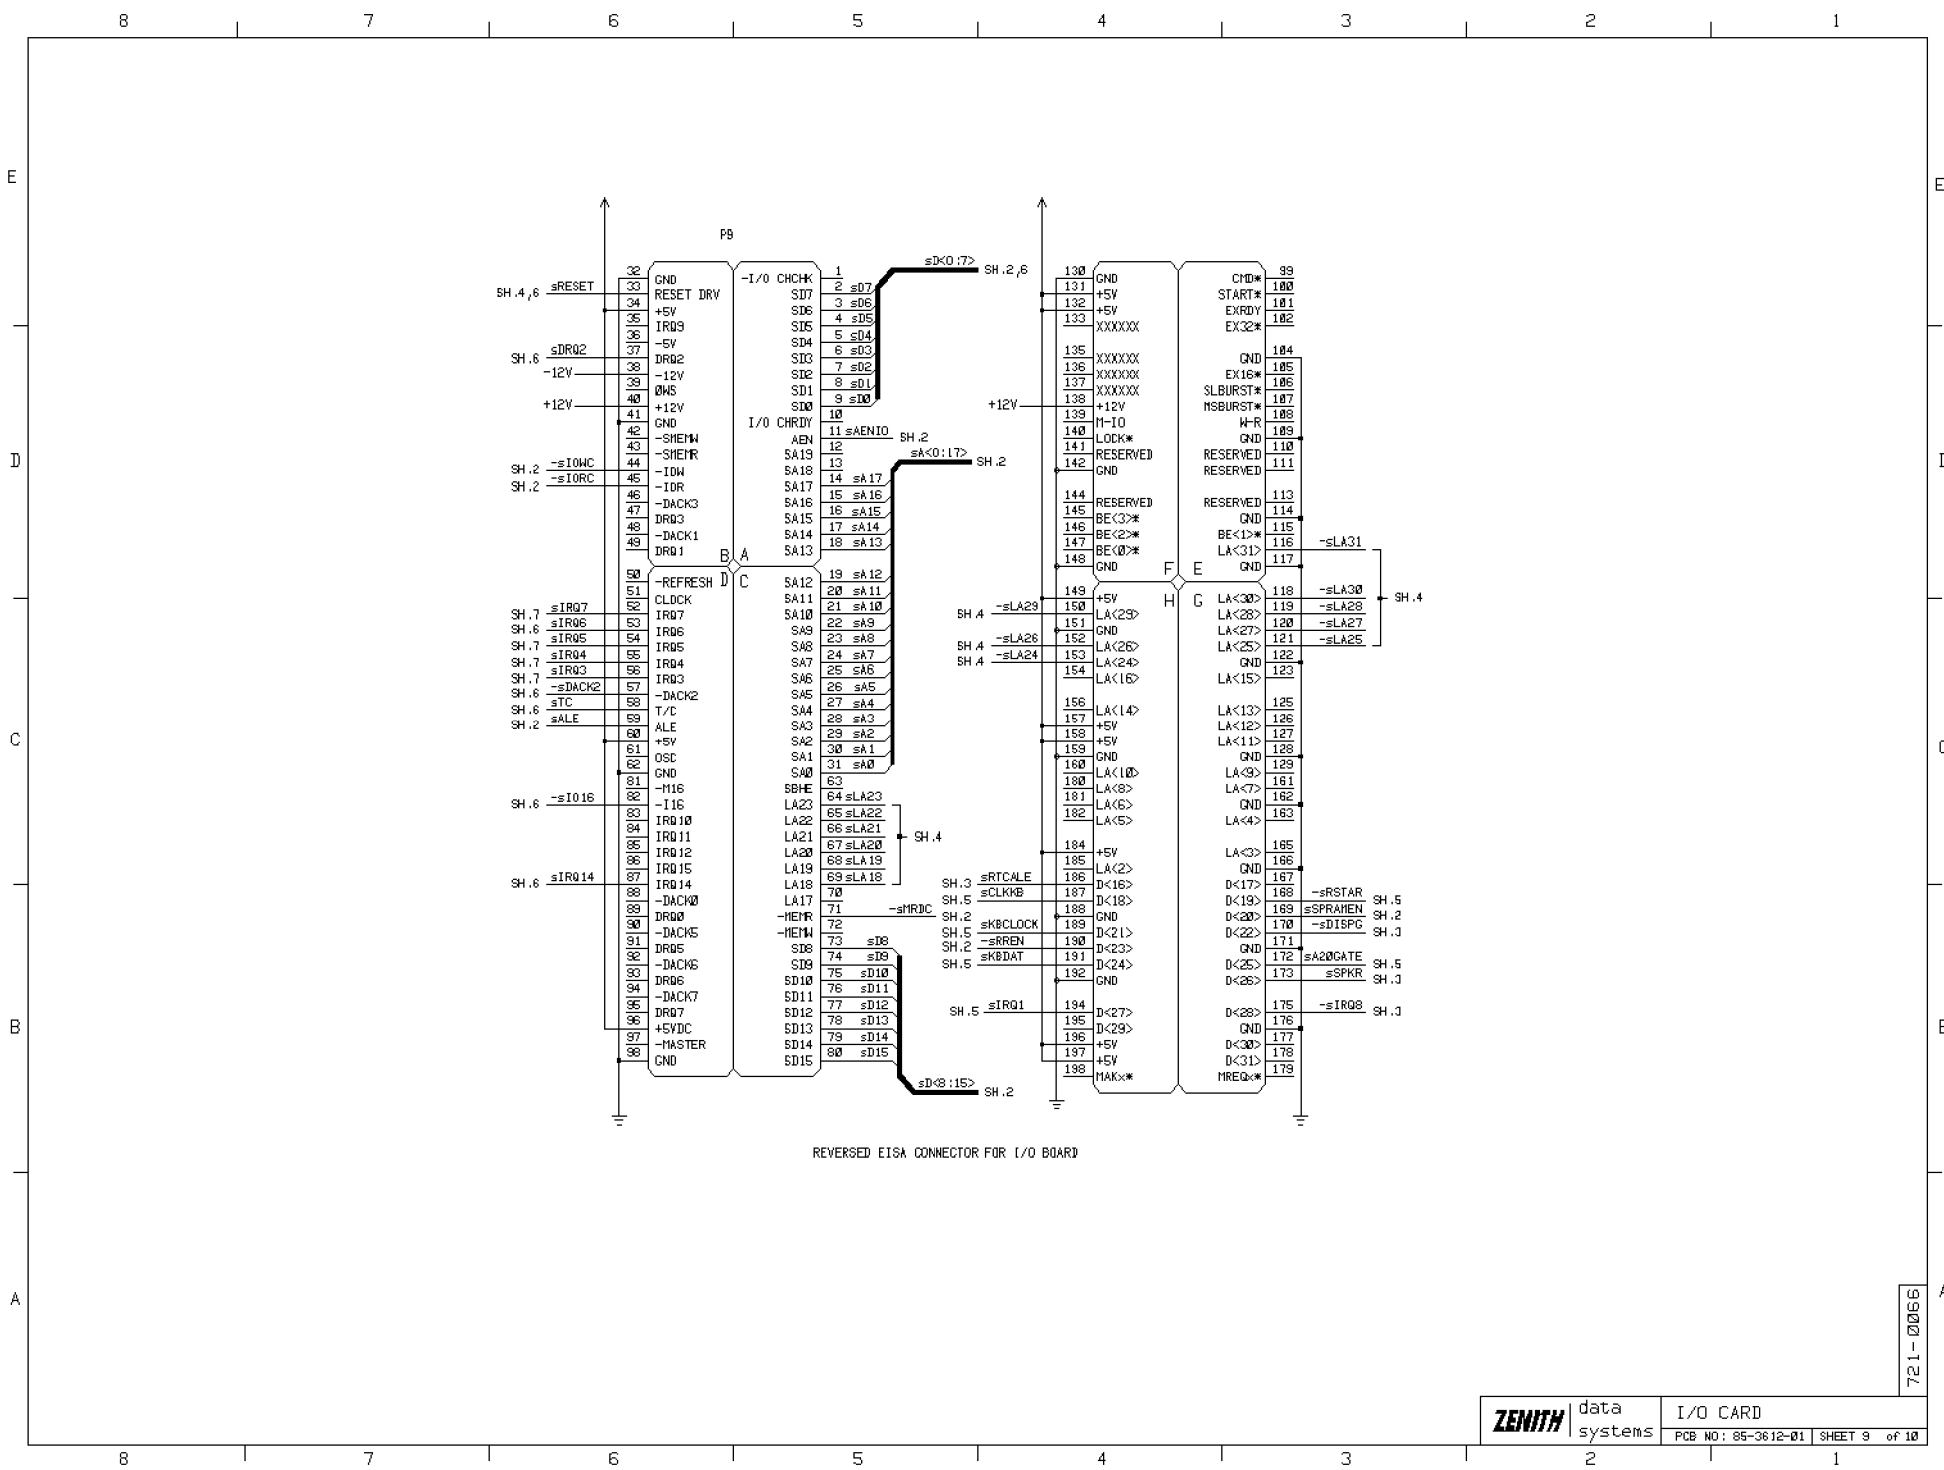 8 7 6 5 4 3 2 1
E E
D
C
B
A
P9
32 GND
SH.4,6 sRESET 33 RESET DRV
34 +5V
35 IRQ9
36 -5V
SH.6 sDRQ2 37 DRQ2
-12V 38 -12V
39 0WS
+12V 40 +12V
41 GND
42 -SMEMW
43 -SMEMR
SH.2 -sIOWC 44 -IOW
SH.2 -sIORC 45 -IOR
46 -DACK3
47 DRQ3
48 -DACK1
49 DRQ1
B A
50 -REFRESH D C
51 CLOCK
SH.7 sIRQ7 52 IRQ7
SH.6 sIRQ6 53 IRQ6
SH.7 sIRQ5 54 IRQ5
SH.7 sIRQ4 55 IRQ4
SH.7 sIRQ3 56 IRQ3
SH.6 -sDACK2 57 -DACK2
SH.6 sTC 58 T/C
SH.2 sALE 59 ALE
60 +5V
61 OSC
62 GND
81 -M16
SH.6 -sIO16 82 -I16
83 IRQ10
84 IRQ11
85 IRQ12
86 IRQ15
SH.6 sIRQ14 87 IRQ14
88 -DACK0
89 DRQ0
90 -DACK5
91 DRQ5
92 -DACK6
93 DRQ6
94 -DACK7
95 DRQ7
96 +5VDC
97 -MASTER
98 GND
-I/O CHCHK 1
SD7 2 sD7
SD6 3 sD6
SD5 4 sD5
SD4 5 sD4
SD3 6 sD3
SD2 7 sD2
SD1 8 sD1
SD0 9 sD0
sD<0:7> SH.2,6
I/O CHRDY 10
AEN 11 sAENIO SH.2
SA19 12
SA18 13
sA<0:17> SH.2
SA17 14 sA17
SA16 15 sA16
SA15 16 sA15
SA14 17 sA14
SA13 18 sA13
SA12 19 sA12
SA11 20 sA11
SA10 21 sA10
SA9 22 sA9
SA8 23 sA8
SA7 24 sA7
SA6 25 sA6
SA5 26 sA5
SA4 27 sA4
SA3 28 sA3
SA2 29 sA2
SA1 30 sA1
SA0 31 sA0
SBHE 63
LA23 64 sLA23
LA22 65 sLA22
LA21 66 sLA21
SH.4
LA20 67 sLA20
LA19 68 sLA19
LA18 69 sLA18
LA17 70
-MEMR 71 -sMRDC SH.2
-MEMW 72
SD8 73 sD8
SD9 74 sD9
SD10 75 sD10
SD11 76 sD11
SD12 77 sD12
SD13 78 sD13
SD14 79 sD14
SD15 80 sD15
sD<8:15> SH.2
130 GND
131 +5V
132 +5V
133 XXXXXX
135 XXXXXX
136 XXXXXX
137 XXXXXX
+12V 138 +12V
139 M-IO
140 LOCK*
141 RESERVED
142 GND
144 RESERVED
145 BE<3>*
146 BE<2>*
147 BE<0>*
148 GND
F E
149 +5V H G
SH.4 -sLA29 150 LA<29>
151 GND
SH.4 -sLA26 152 LA<26>
SH.4 -sLA24 153 LA<24>
154 LA<16>
156 LA<14>
157 +5V
158 +5V
159 GND
160 LA<10>
180 LA<8>
181 LA<6>
182 LA<5>
184 +5V
185 LA<2>
SH.3 sRTCALE 186 D<16>
SH.5 sCLKKB 187 D<18>
188 GND
SH.5 sKBCLOCK 189 D<21>
SH.2 -sRREN 190 D<23>
SH.5 sKBDAT 191 D<24>
192 GND
SH.5 sIRQ1 194 D<27>
195 D<29>
196 +5V
197 +5V
198 MAKx*
CMD* 99
START* 100
EXRDY 101
EX32* 102
GND 104
EX16* 105
SLBURST* 106
MSBURST* 107
W-R 108
GND 109
RESERVED 110
RESERVED 111
RESERVED 113
GND 114
BE<1>* 115
LA<31> 116 -sLA31
GND 117
LA<30> 118 -sLA30
SH.4
LA<28> 119 -sLA28
LA<27> 120 -sLA27
LA<25> 121 -sLA25
GND 122
LA<15> 123
LA<13> 125
LA<12> 126
LA<11> 127
GND 128
LA<9> 129
LA<7> 161
GND 162
LA<4> 163
LA<3> 165
GND 166
D<17> 167
D<19> 168 -sRSTAR SH.5
D<20> 169 sSPRAMEN SH.2
D<22> 170 -sDISPG SH.3
GND 171
D<25> 172 sA20GATE SH.5
D<26> 173 sSPKR SH.3
D<28> 175 -sIRQ8 SH.3
GND 176
D<30> 177
D<31> 178
MREQx* 179
REVERSED EISA CONNECTOR FOR I/O BOARD
721-0066
ZENITH data systems
I/O CARD
PCB NO: 85-3612-01 SHEET 9 of 10
8 7 6 5 4 3 2 1